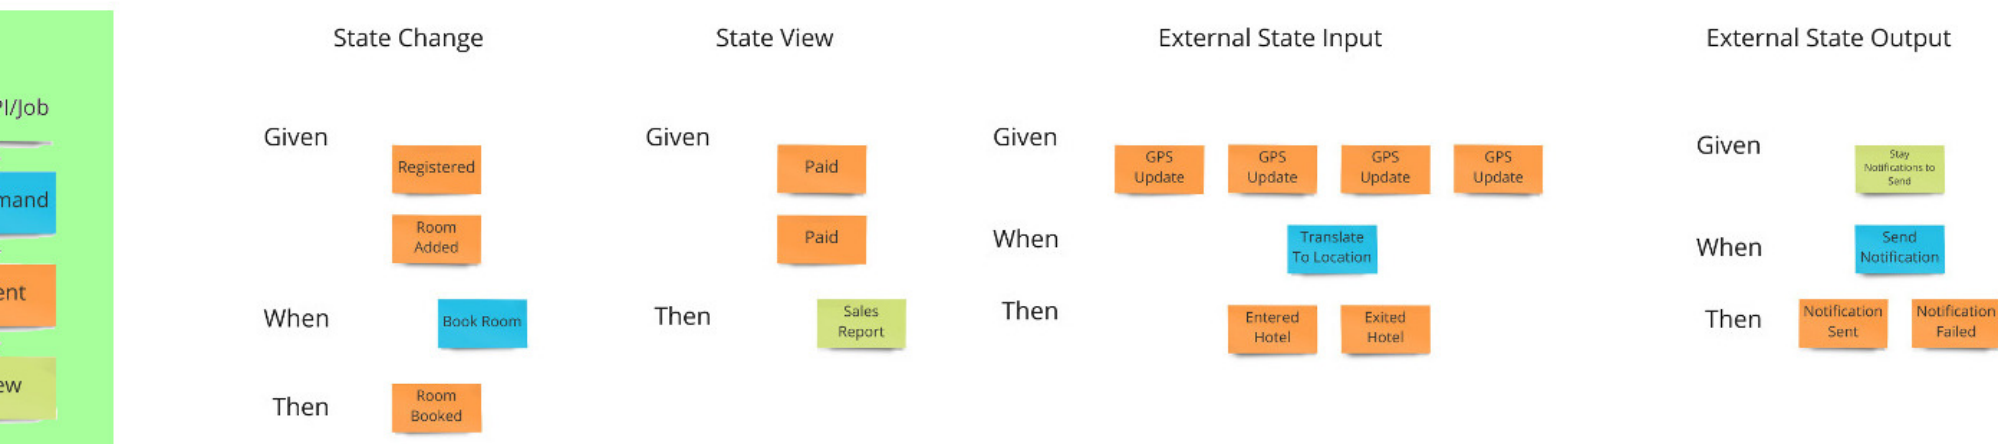 PI/Job
mand
ent
ew
State Change
Given
Registered
Room
Added
When
Book Room
Then
Room
Booked
State View
Given
Paid
Paid
Then
Sales
Report
External State Input
Given
GPS
Update
GPS
Update
GPS
Update
GPS
Update
When
Translate
To Location
Then
Entered
Hotel
Exited
Hotel
External State Output
Given
Stay
Notifications to
Send
When
Send
Notification
Then
Notification
Sent
Notification
Failed